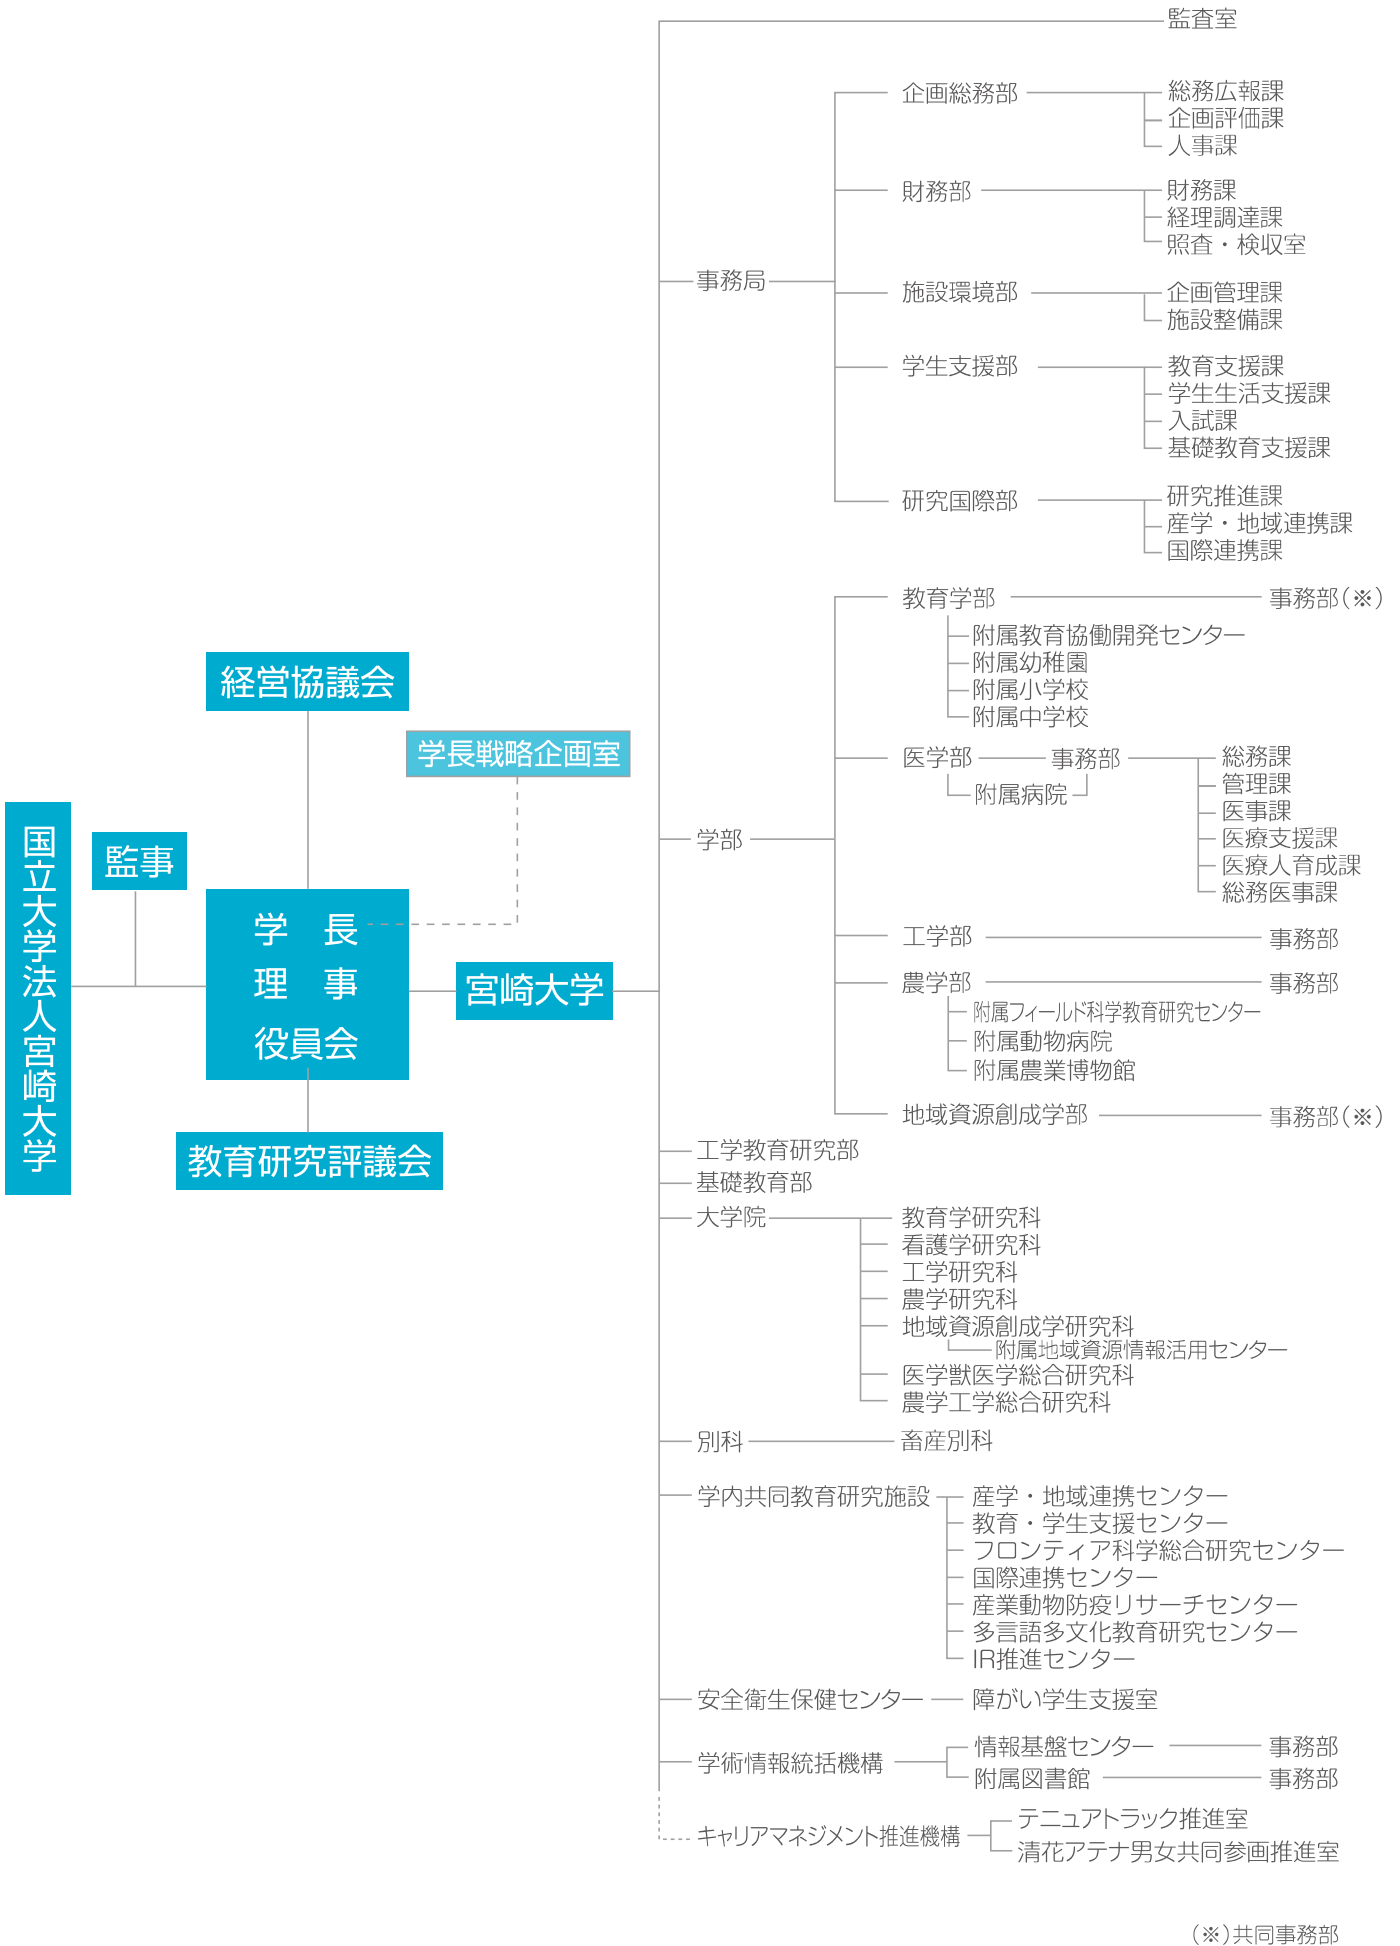 国立大学法人宮崎大学
監事
経営協議会
学長戦略企画室
学　長
理　事
役員会
教育研究評議会
宮崎大学
監査室
事務局
企画総務部
総務広報課
企画評価課
人事課
財務部
財務課
経理調達課
照査・検収室
施設環境部
企画管理課
施設整備課
学生支援部
教育支援課
学生生活支援課
入試課
基礎教育支援課
研究国際部
研究推進課
産学・地域連携課
国際連携課
学部
教育学部
事務部(※)
附属教育協働開発センター
附属幼稚園
附属小学校
附属中学校
医学部
事務部
附属病院
総務課
管理課
医事課
医療支援課
医療人育成課
総務医事課
工学部
事務部
農学部
事務部
附属フィールド科学教育研究センター
附属動物病院
附属農業博物館
地域資源創成学部
事務部(※)
工学教育研究部
基礎教育部
大学院
教育学研究科
看護学研究科
工学研究科
農学研究科
地域資源創成学研究科
附属地域資源情報活用センター
医学獣医学総合研究科
農学工学総合研究科
別科
畜産別科
学内共同教育研究施設
産学・地域連携センター
教育・学生支援センター
フロンティア科学総合研究センター
国際連携センター
産業動物防疫リサーチセンター
多言語多文化教育研究センター
IR推進センター
安全衛生保健センター
障がい学生支援室
学術情報統括機構
情報基盤センター
事務部
附属図書館
事務部
キャリアマネジメント推進機構
テニュアトラック推進室
清花アテナ男女共同参画推進室
(※)共同事務部